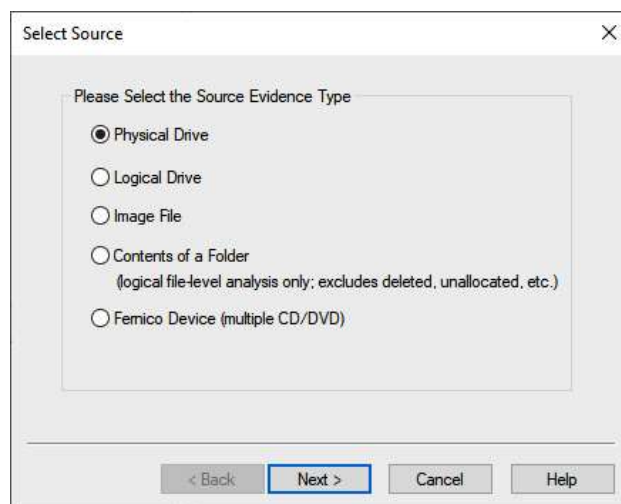 Select Source
Please Select the Source Evidence Type
Physical Drive
Logical Drive
Image File
Contents of a Folder
(logical file-level analysis only; excludes deleted, unallocated, etc.)
Fernico Device (multiple CD/DVD)
< Back Next > Cancel Help